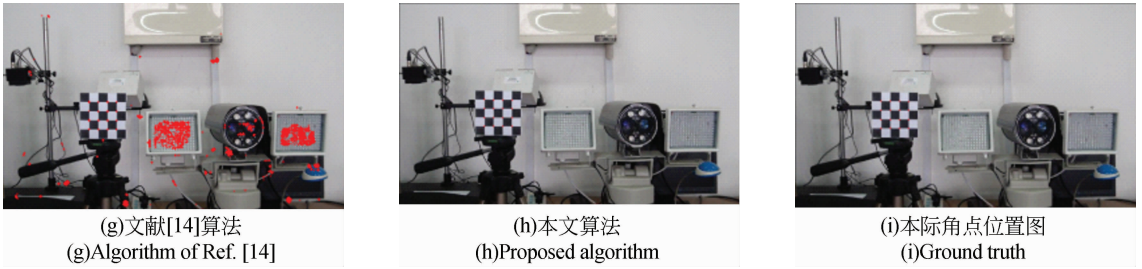 (g)文献[14]算法
(g)Algorithm of Ref. [14]
(h)本文算法
(h)Proposed algorithm
(i)本际角点位置图
(i)Ground truth